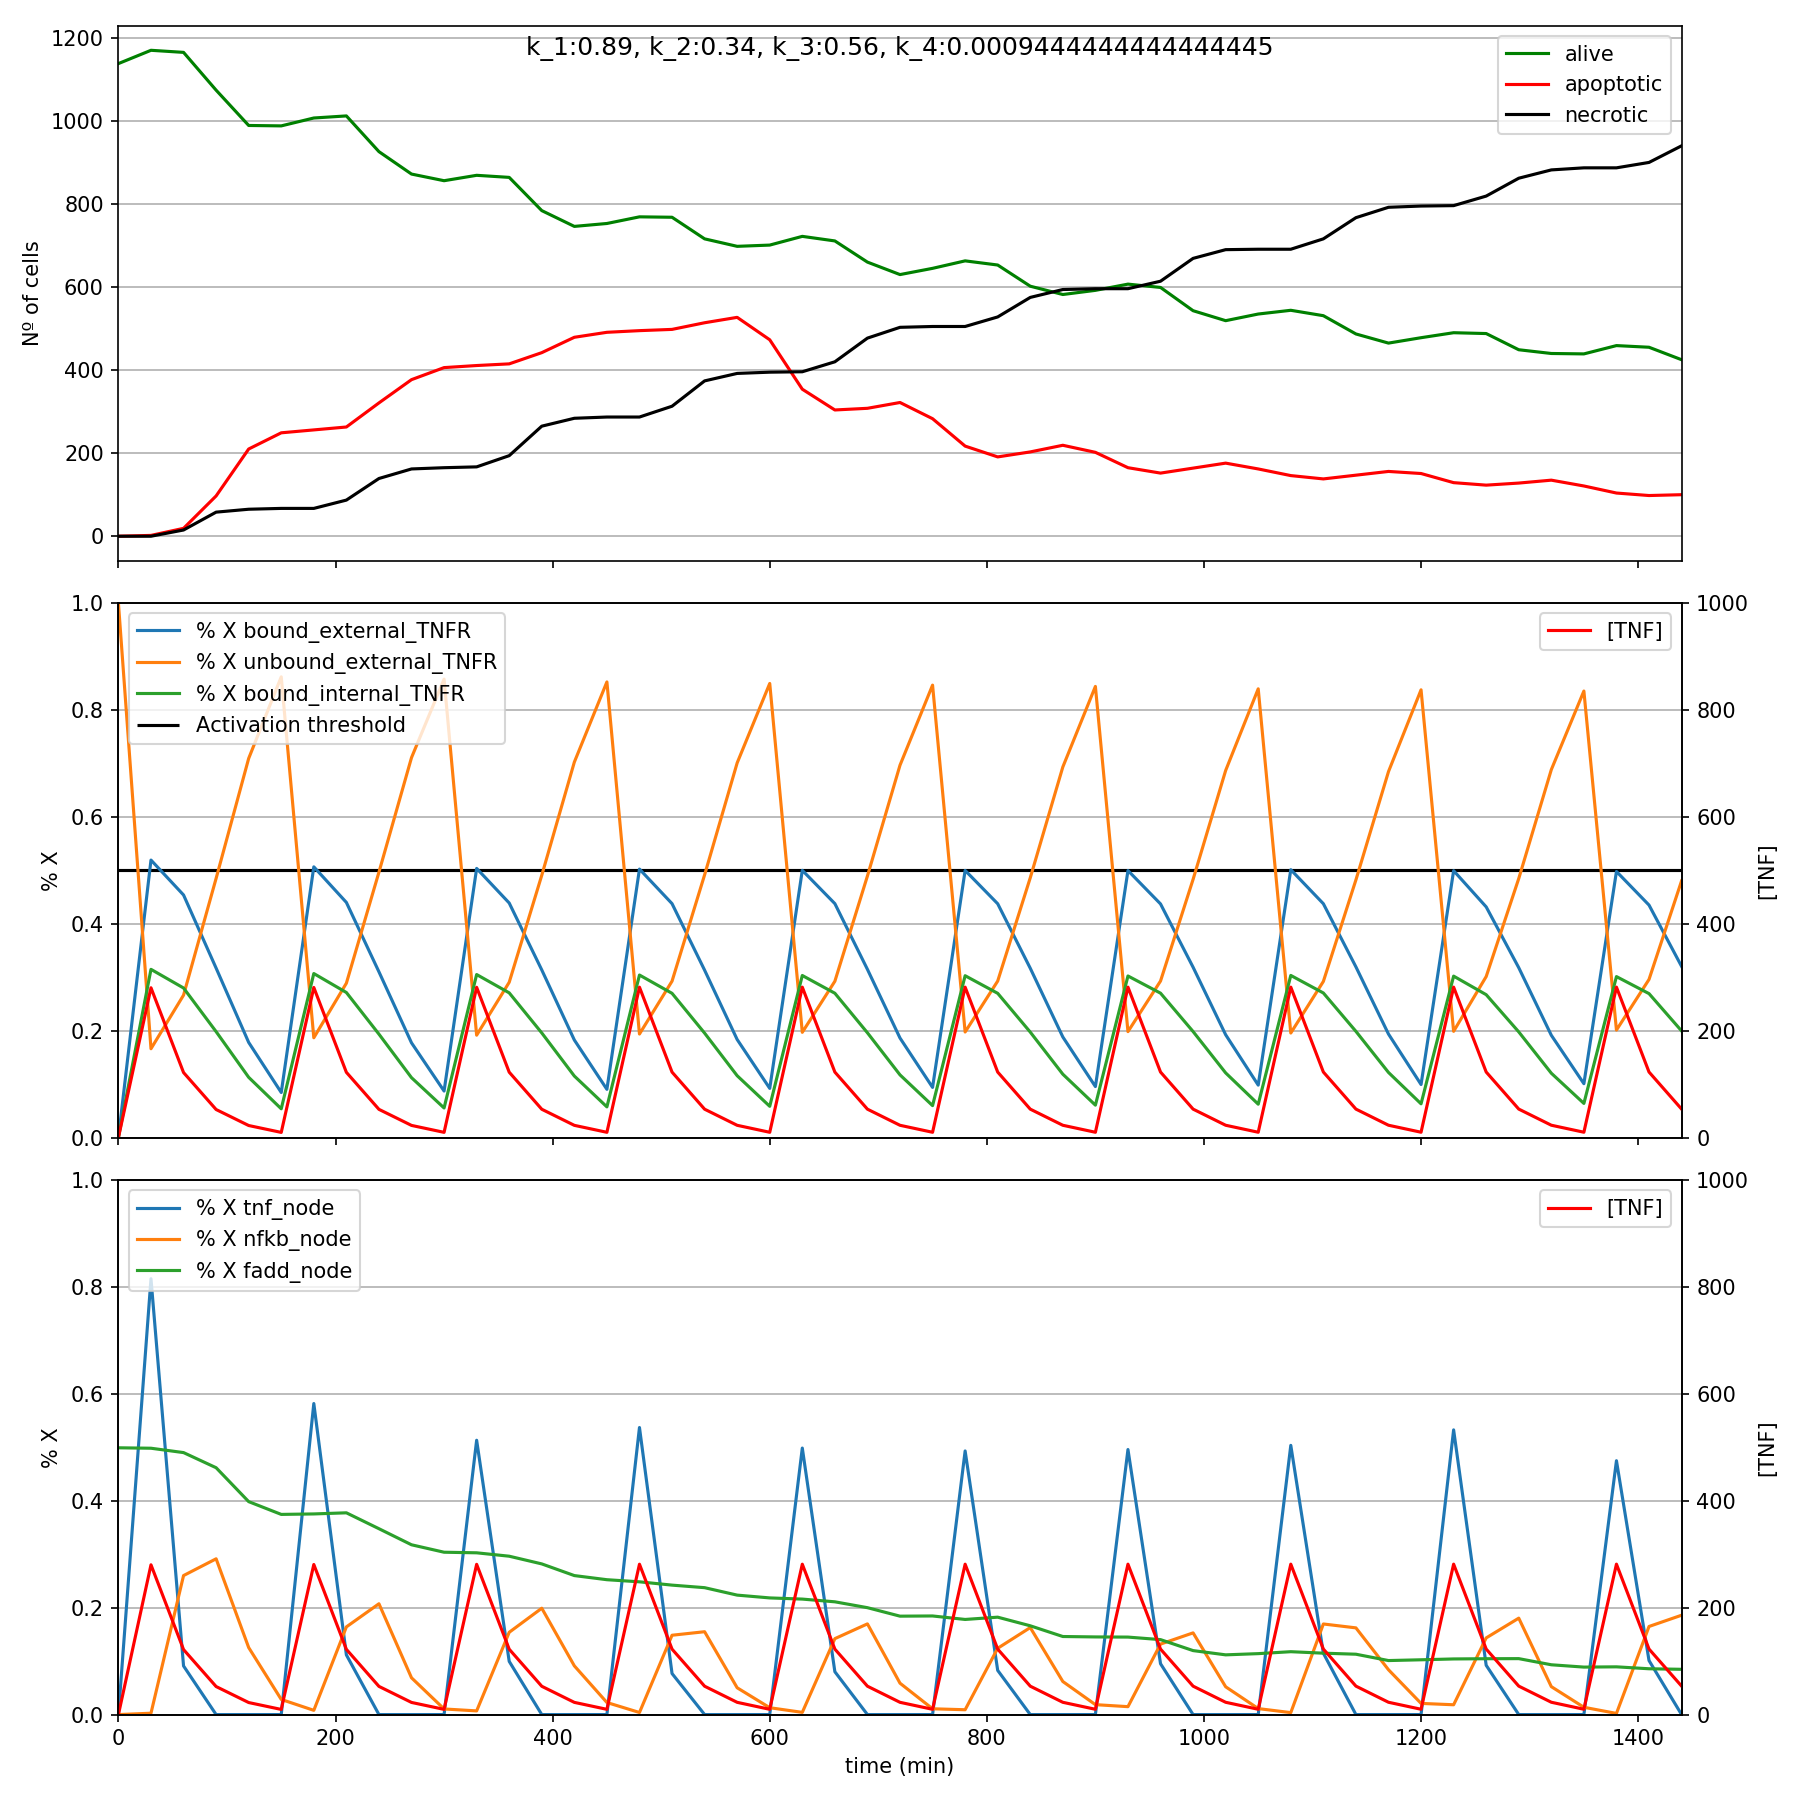 k_1:0.89, k_2:0.34, k_3:0.56, k_4:0.0009444444444444445
1200
1000
800
600
400
200
0
Nº of cells
alive
apoptotic
necrotic
1.0
0.8
0.6
0.4
0.2
0.0
% X
% X bound_external_TNFR
% X unbound_external_TNFR
% X bound_internal_TNFR
Activation threshold
[TNF]
1000
800
600
400
200
0
[TNF]
1.0
0.8
0.6
0.4
0.2
0.0
% X
% X tnf_node
% X nfkb_node
% X fadd_node
[TNF]
1000
800
600
400
200
0
[TNF]
0 200 400 600 800 1000 1200 1400
time (min)